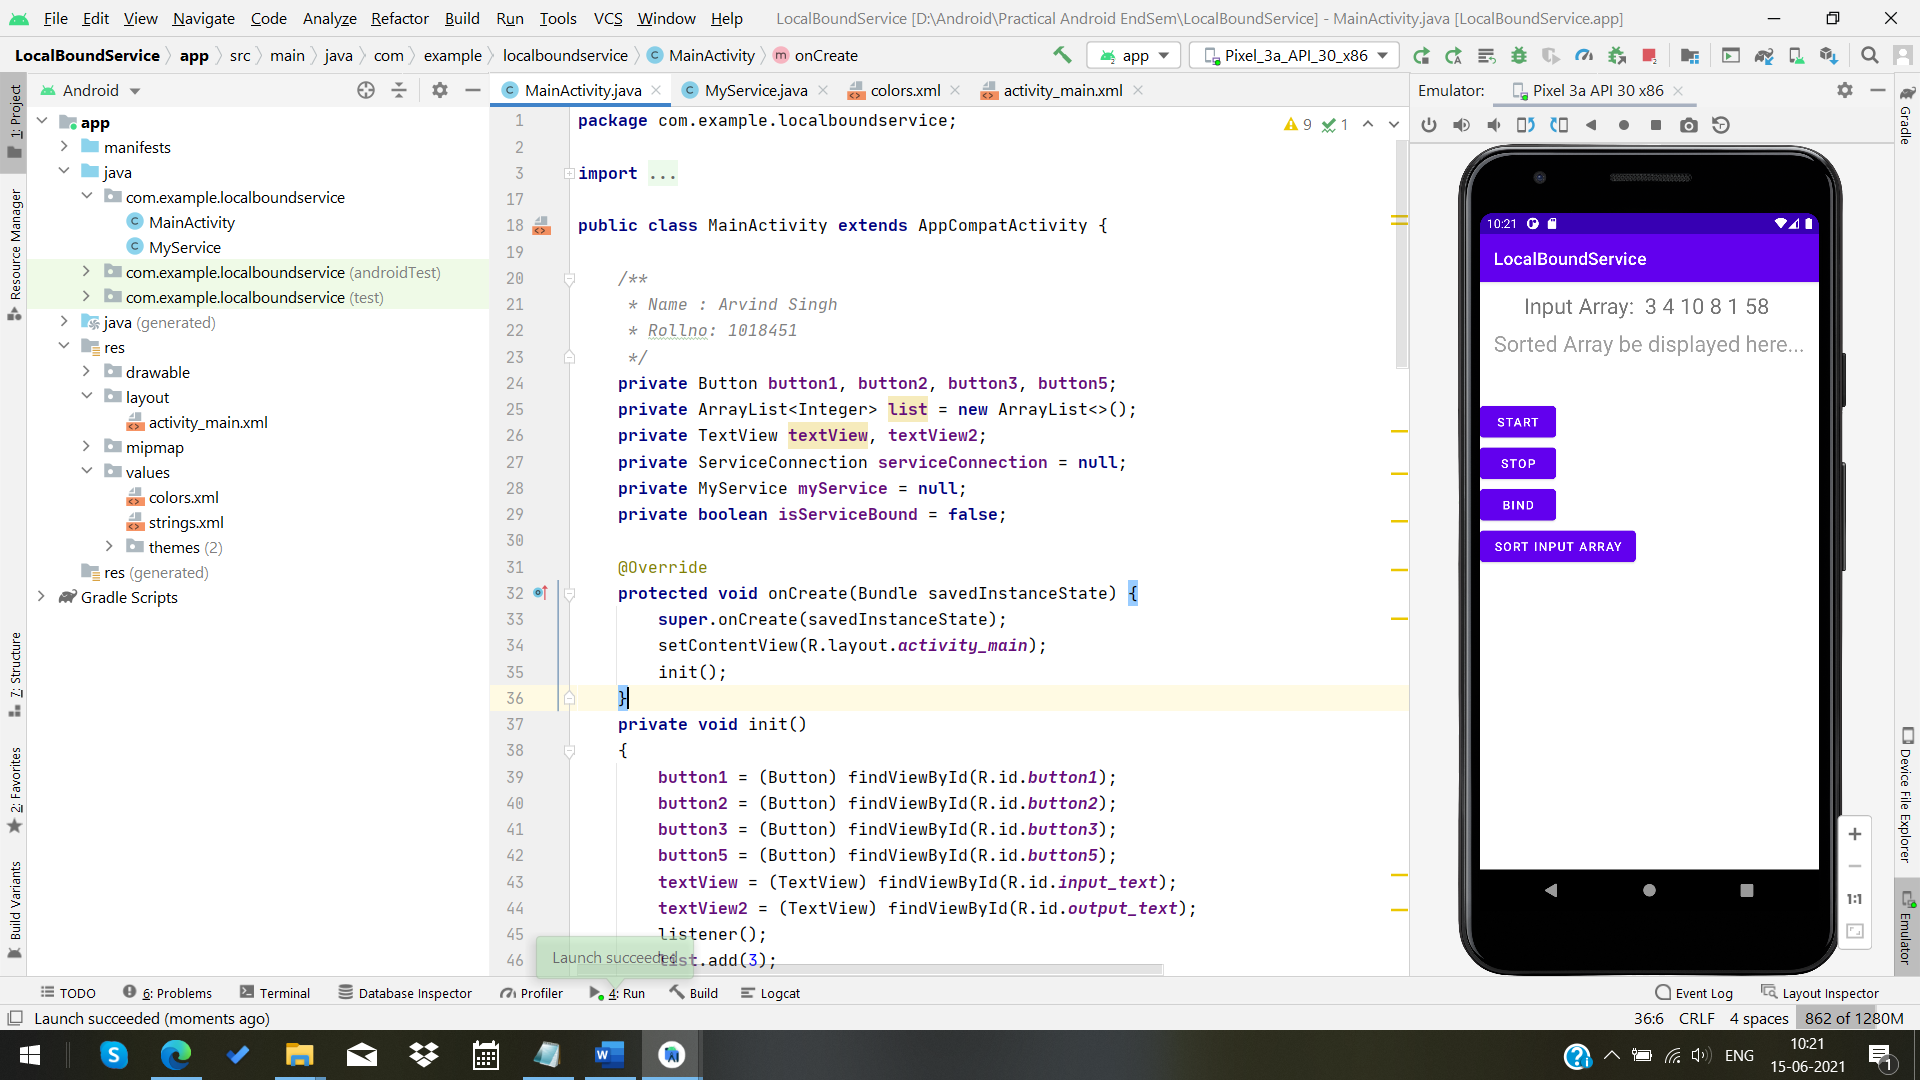 File Edit View Navigate Code Analyze Refactor Build Run Tools VCS Window Help LocalBoundService [D:\Android\Practical Android EndSem\LocalBoundService] - MainActivity.java [LocalBoundService.app]
LocalBoundService app src main java com example localboundservice MainActivity onCreate app Pixel_3a_API_30_x86
Android
MainActivity.java MyService.java colors.xml activity_main.xml
Emulator: Pixel 3a API 30 x86
1: Project
Resource Manager
7: Structure
2: Favorites
Build Variants
app
manifests
java
com.example.localboundservice
MainActivity
MyService
com.example.localboundservice (androidTest)
com.example.localboundservice (test)
java (generated)
res
drawable
layout
activity_main.xml
mipmap
values
colors.xml
strings.xml
themes (2)
res (generated)
Gradle Scripts
9 1
1 package com.example.localboundservice;
2
3 import ...
17
18 public class MainActivity extends AppCompatActivity {
19
20 /**
21 * Name : Arvind Singh
22 * Rollno: 1018451
23 */
24 private Button button1, button2, button3, button5;
25 private ArrayList<Integer> list = new ArrayList<>();
26 private TextView textView, textView2;
27 private ServiceConnection serviceConnection = null;
28 private MyService myService = null;
29 private boolean isServiceBound = false;
30
31 @Override
32 protected void onCreate(Bundle savedInstanceState) {
33 super.onCreate(savedInstanceState);
34 setContentView(R.layout.activity_main);
35 init();
36 }
37 private void init()
38 {
39 button1 = (Button) findViewById(R.id.button1);
40 button2 = (Button) findViewById(R.id.button2);
41 button3 = (Button) findViewById(R.id.button3);
42 button5 = (Button) findViewById(R.id.button5);
43 textView = (TextView) findViewById(R.id.input_text);
44 textView2 = (TextView) findViewById(R.id.output_text);
45 listener();
46 list.add(3);
Launch succeeded
10:21
LocalBoundService
Input Array: 3 4 10 8 1 58
Sorted Array be displayed here...
START
STOP
BIND
SORT INPUT ARRAY
1:1
Gradle
Device File Explorer
Emulator
TODO 6: Problems Terminal Database Inspector Profiler 4: Run Build Logcat Event Log Layout Inspector
Launch succeeded (moments ago) 36:6 CRLF 4 spaces 862 of 1280M
ENG
10:21
15-06-2021
1